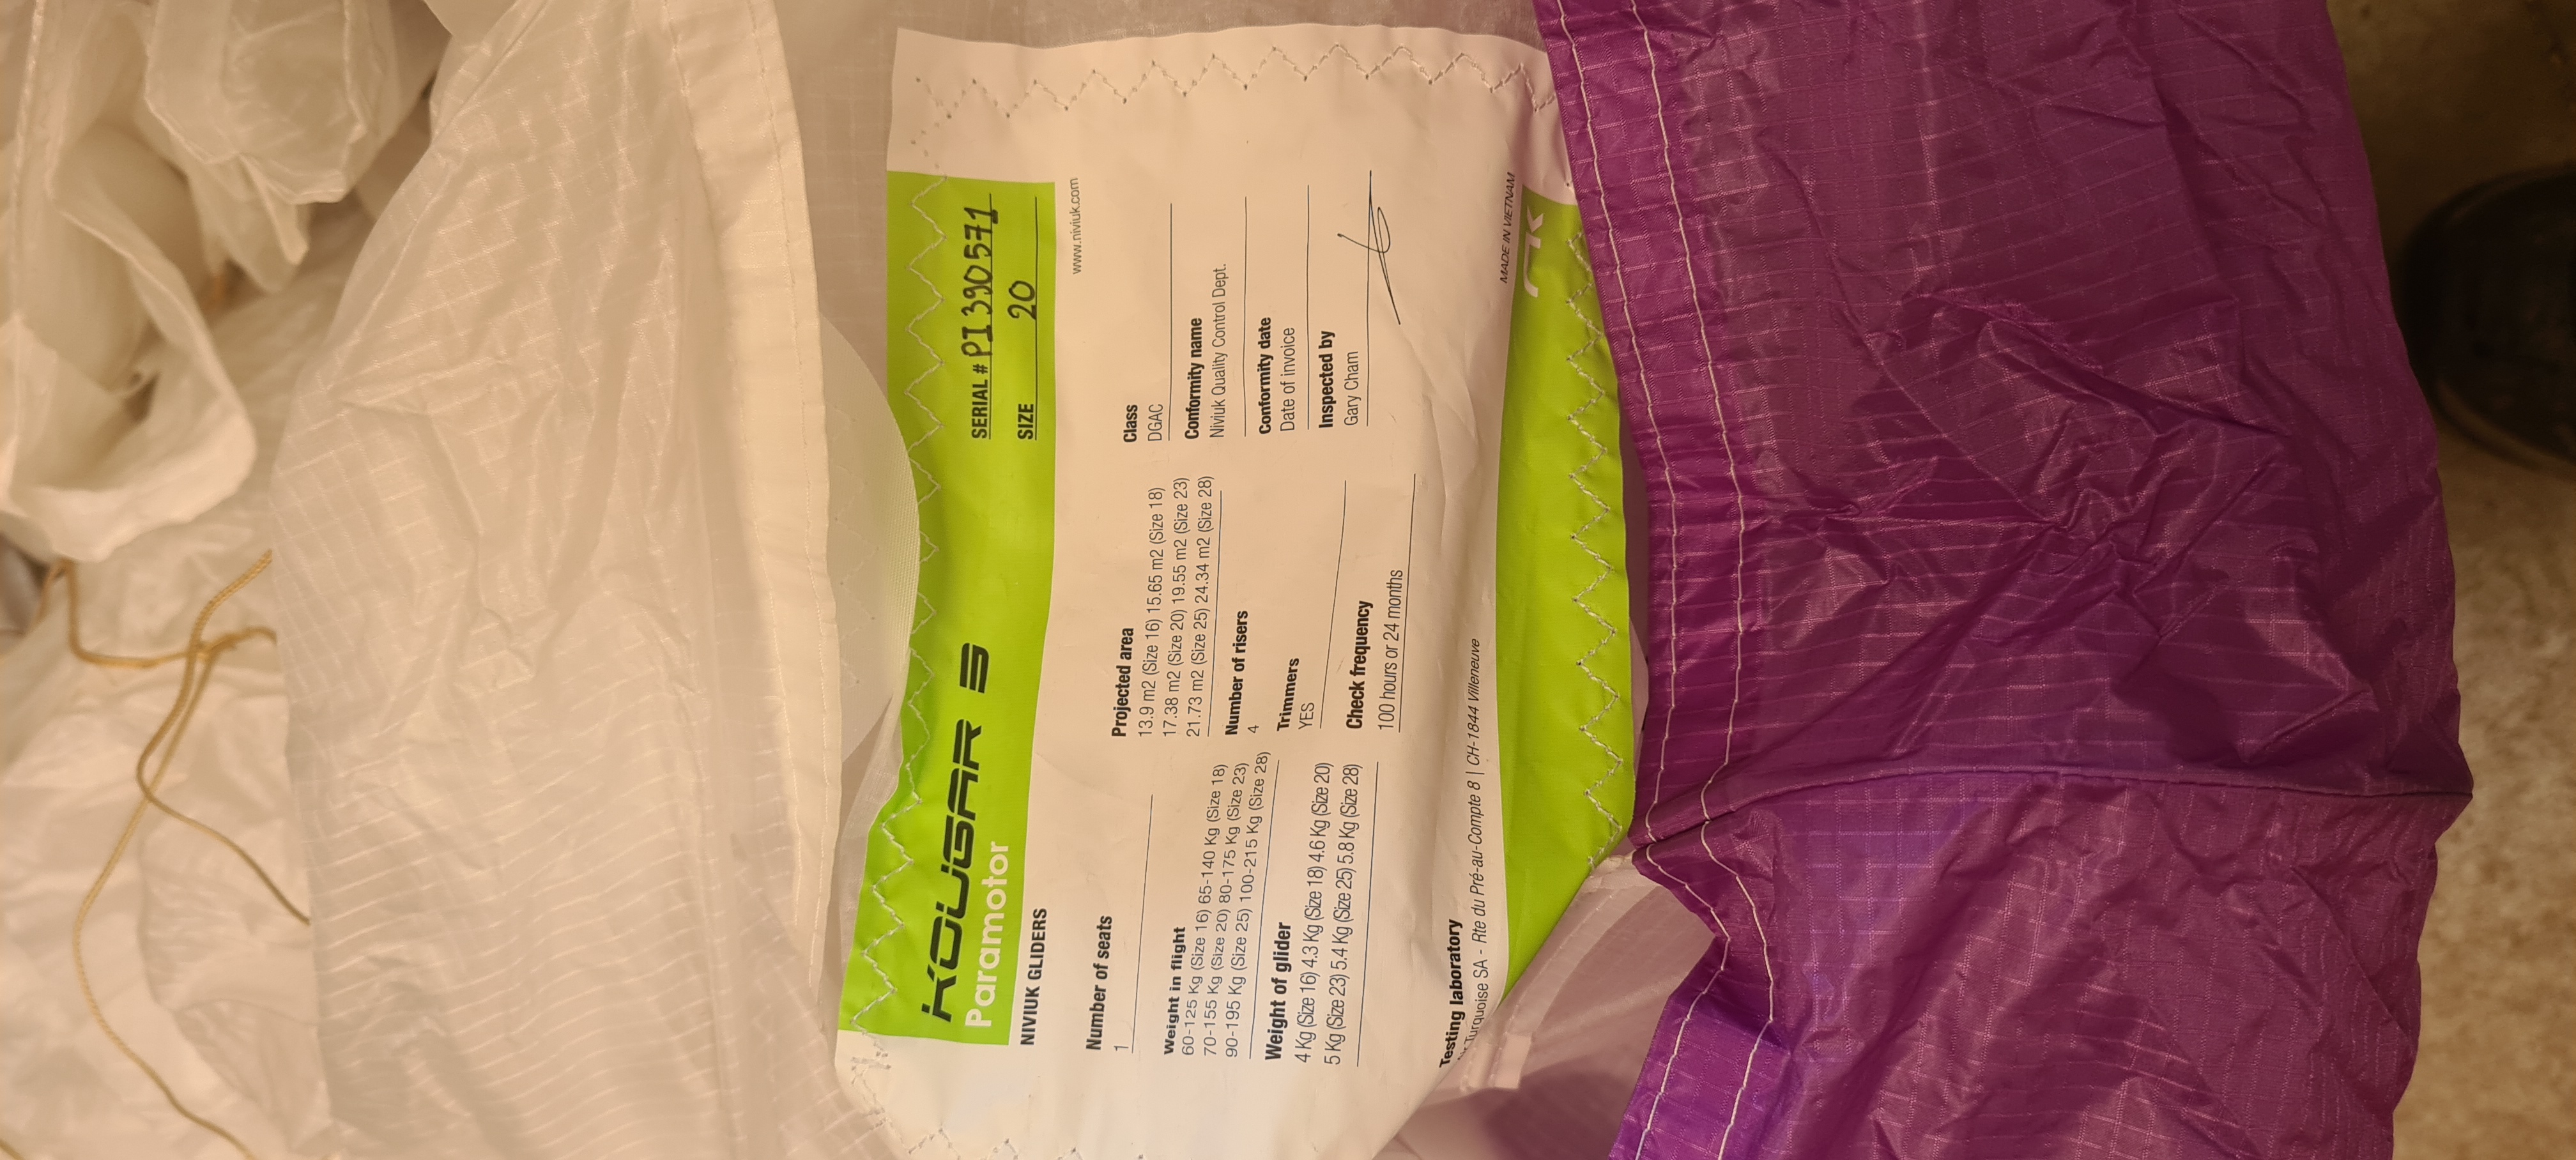 KOUGAR 3
Paramotor
SERIAL # PI390571
SIZE 20
NIVIUK GLIDERS
www.niviuk.com
Number of seats
1
Weight in flight
60-125 Kg (Size 16) 65-140 Kg (Size 18)
70-155 Kg (Size 20) 80-175 Kg (Size 23)
90-195 Kg (Size 25) 100-215 Kg (Size 28)
Weight of glider
4 Kg (Size 16) 4.3 Kg (Size 18) 4.6 Kg (Size 20)
5 Kg (Size 23) 5.4 Kg (Size 25) 5.8 Kg (Size 28)
Projected area
13.9 m2 (Size 16) 15.65 m2 (Size 18)
17.38 m2 (Size 20) 19.55 m2 (Size 23)
21.73 m2 (Size 25) 24.34 m2 (Size 28)
Number of risers
4
Trimmers
YES
Check frequency
100 hours or 24 months
Class
DGAC
Conformity name
Niviuk Quality Control Dept.
Conformity date
Date of invoice
Inspected by
Gary Cham
Testing laboratory
Turquoise SA - Rte du Pré-au-Compte 8 | CH-1844 Villeneuve
MADE IN VIETNAM